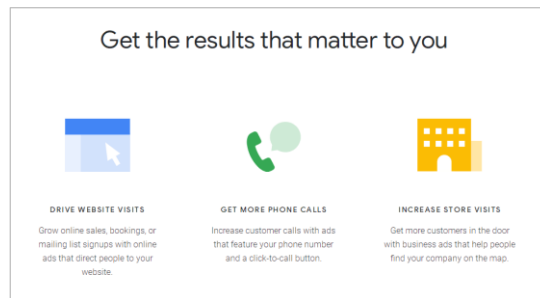 Get the results that matter to you
DRIVE WEBSITE VISITS
Grow online sales, bookings, or
mailing list signups with online
ads that direct people to your
website.
GET MORE PHONE CALLS
Increase customer calls with ads
that feature your phone number
and a click-to-call button.
INCREASE STORE VISITS
Get more customers in the door
with business ads that help people
find your company on the map.